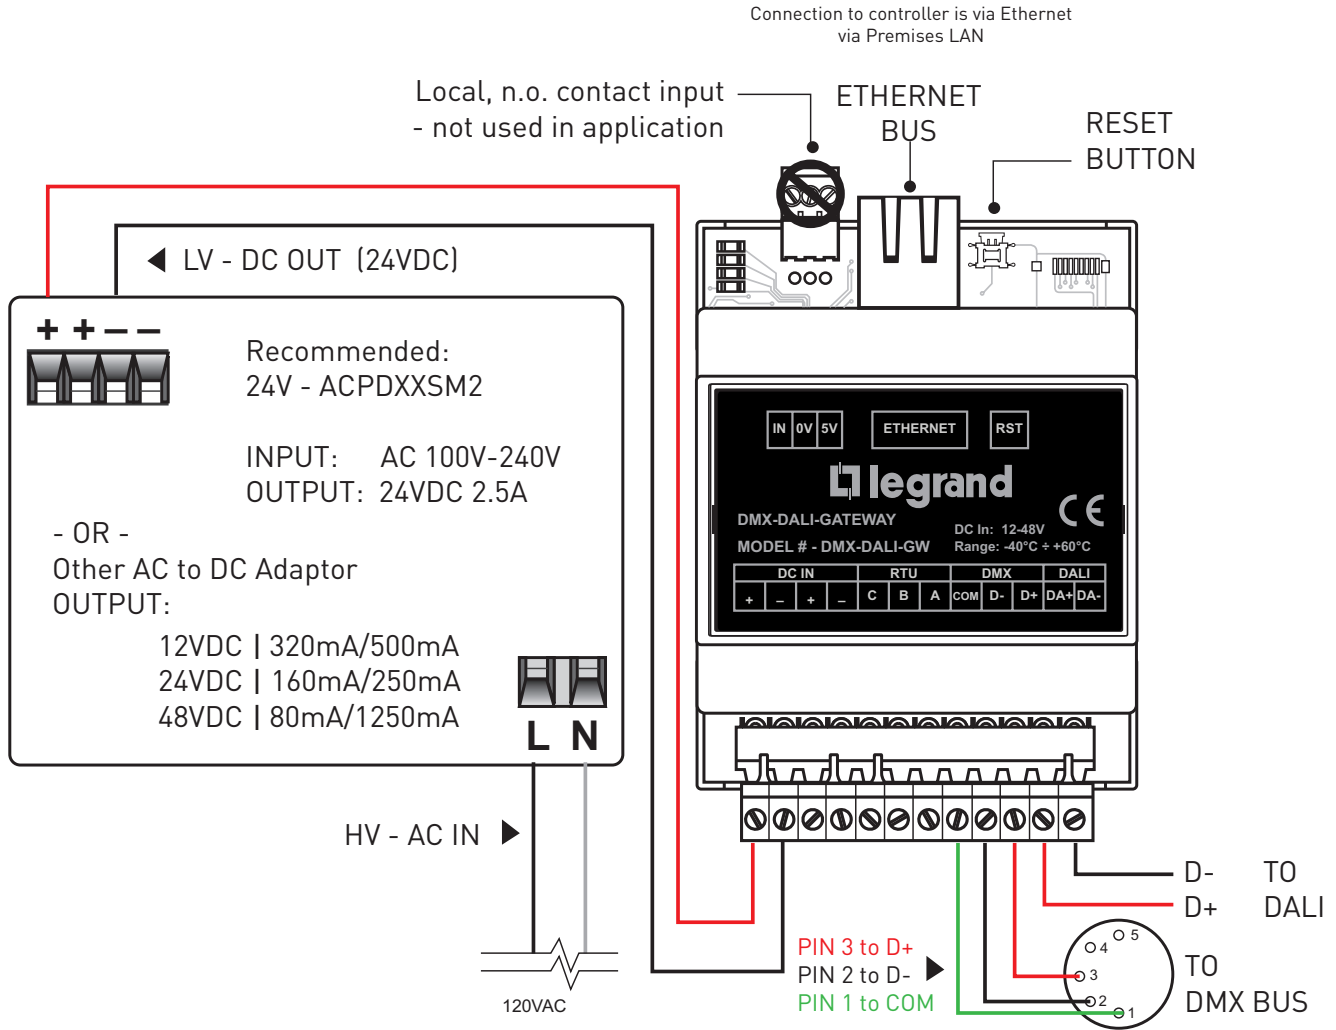 Connection to controller is via Ethernet
via Premises LAN
Local, n.o. contact input
- not used in application
ETHERNET
BUS
RESET
BUTTON
LV - DC OUT (24VDC)
+ + – –
Recommended:
24V - ACPDXXSM2
INPUT: AC 100V-240V
OUTPUT: 24VDC 2.5A
- OR -
Other AC to DC Adaptor
OUTPUT:
12VDC | 320mA/500mA
24VDC | 160mA/250mA
48VDC | 80mA/1250mA
L N
HV - AC IN
120VAC
IN 0V 5V
ETHERNET
RST
legrand
CE
DMX-DALI-GATEWAY
MODEL # - DMX-DALI-GW
DC In: 12-48V
Range: -40°C ÷ +60°C
DC IN RTU DMX DALI
+ – + – C B A COM D- D+ DA+ DA-
D- TO
D+ DALI
PIN 3 to D+
PIN 2 to D-
PIN 1 to COM
5
4
3
2
1
TO
DMX BUS